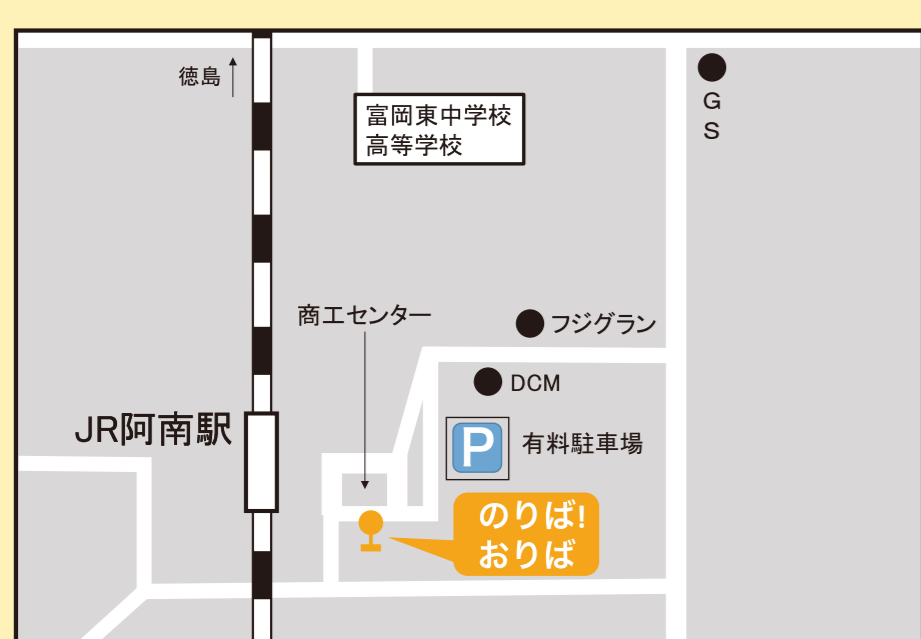 徳島
G
S
富岡東中学校
高等学校
商工センター
フジグラン
DCM
JR阿南駅
P
有料駐車場
のりば!
おりば